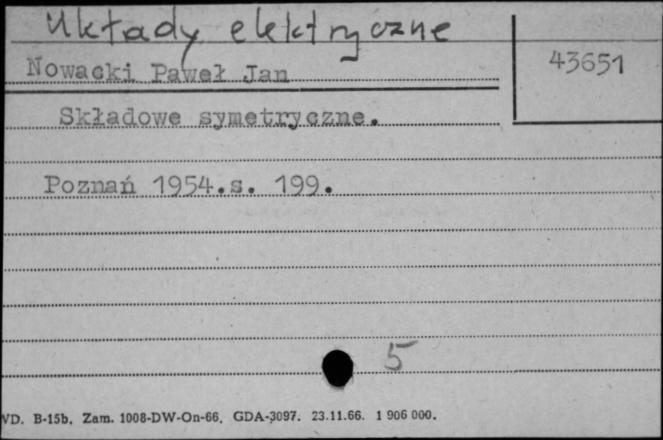 Układy elektryczne
43651
Nowacki Paweł Jan
Składowe symetryczne.
Poznań 1954.s. 199.
5
WD. B-15b. Zam. 1008-DW-On-66. GDA-3097. 23.11.66. 1 906 000.